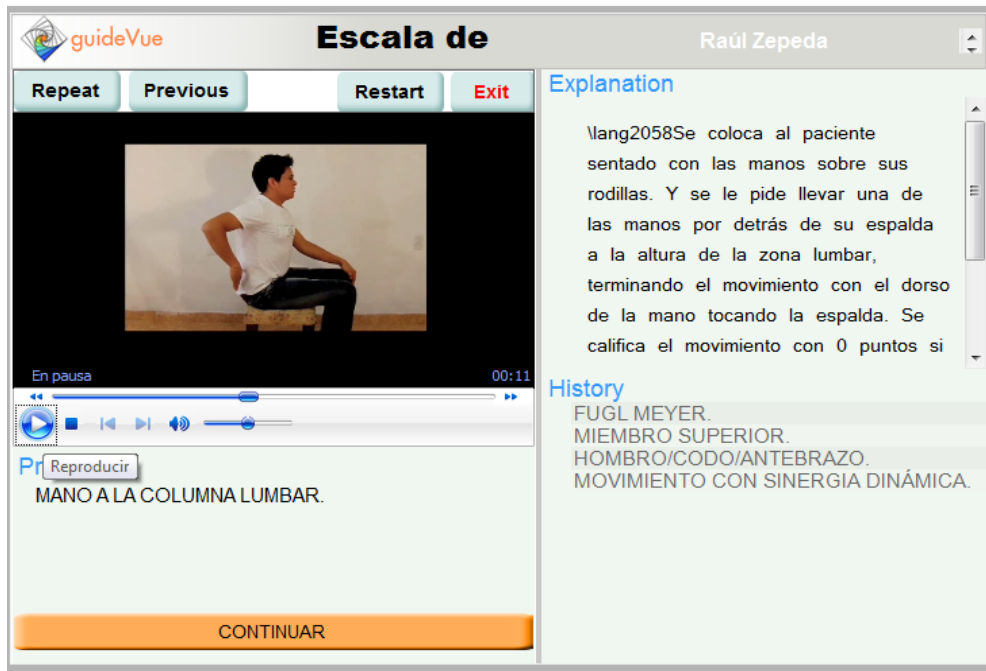 guideVue
Escala de
Raúl Zepeda
Repeat
Previous
Restart
Exit
En pausa
00:11
Pr
Reproducir
MANO A LA COLUMNA LUMBAR.
CONTINUAR
Explanation
\lang2058Se coloca al paciente
sentado con las manos sobre sus
rodillas. Y se le pide llevar una de
las manos por detrás de su espalda
a la altura de la zona lumbar,
terminando el movimiento con el dorso
de la mano tocando la espalda. Se
califica el movimiento con 0 puntos si
History
FUGL MEYER.
MIEMBRO SUPERIOR.
HOMBRO/CODO/ANTEBRAZO.
MOVIMIENTO CON SINERGIA DINÁMICA.